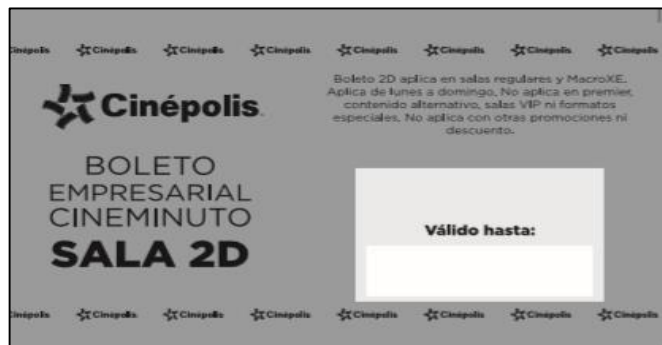 Cinépolis Cinépolis Cinépolis Cinépolis Cinépolis Cinépolis Cinépolis Cinépolis
Cinépolis
BOLETO
EMPRESARIAL
CINEMINUTO
SALA 2D
Boleto 2D aplica en salas regulares y MacroXE.
Aplica de lunes a domingo. No aplica en premier,
contenido alternativo, salas VIP ni formatos
especiales. No aplica con otras promociones ni
descuento.
Válido hasta:
Cinépolis Cinépolis Cinépolis Cinépolis Cinépolis Cinépolis Cinépolis Cinépolis